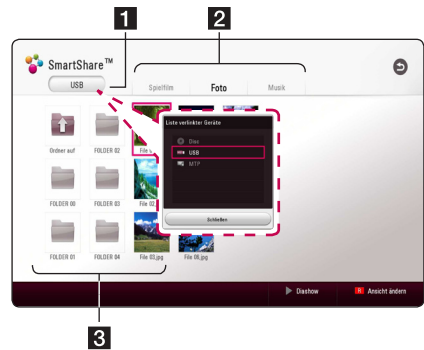 1 2
SmartShare™
USB
Spielfilm Foto Musik
Liste verlinkter Geräte
Disc
USB
MTP
Schließen
Ordner auf FOLDER 02 File
FOLDER 00 FOLDER 03 File 02.
FOLDER 01 FOLDER 04 File 03.jpg File 08.jpg
Diashow R Ansicht ändern
3